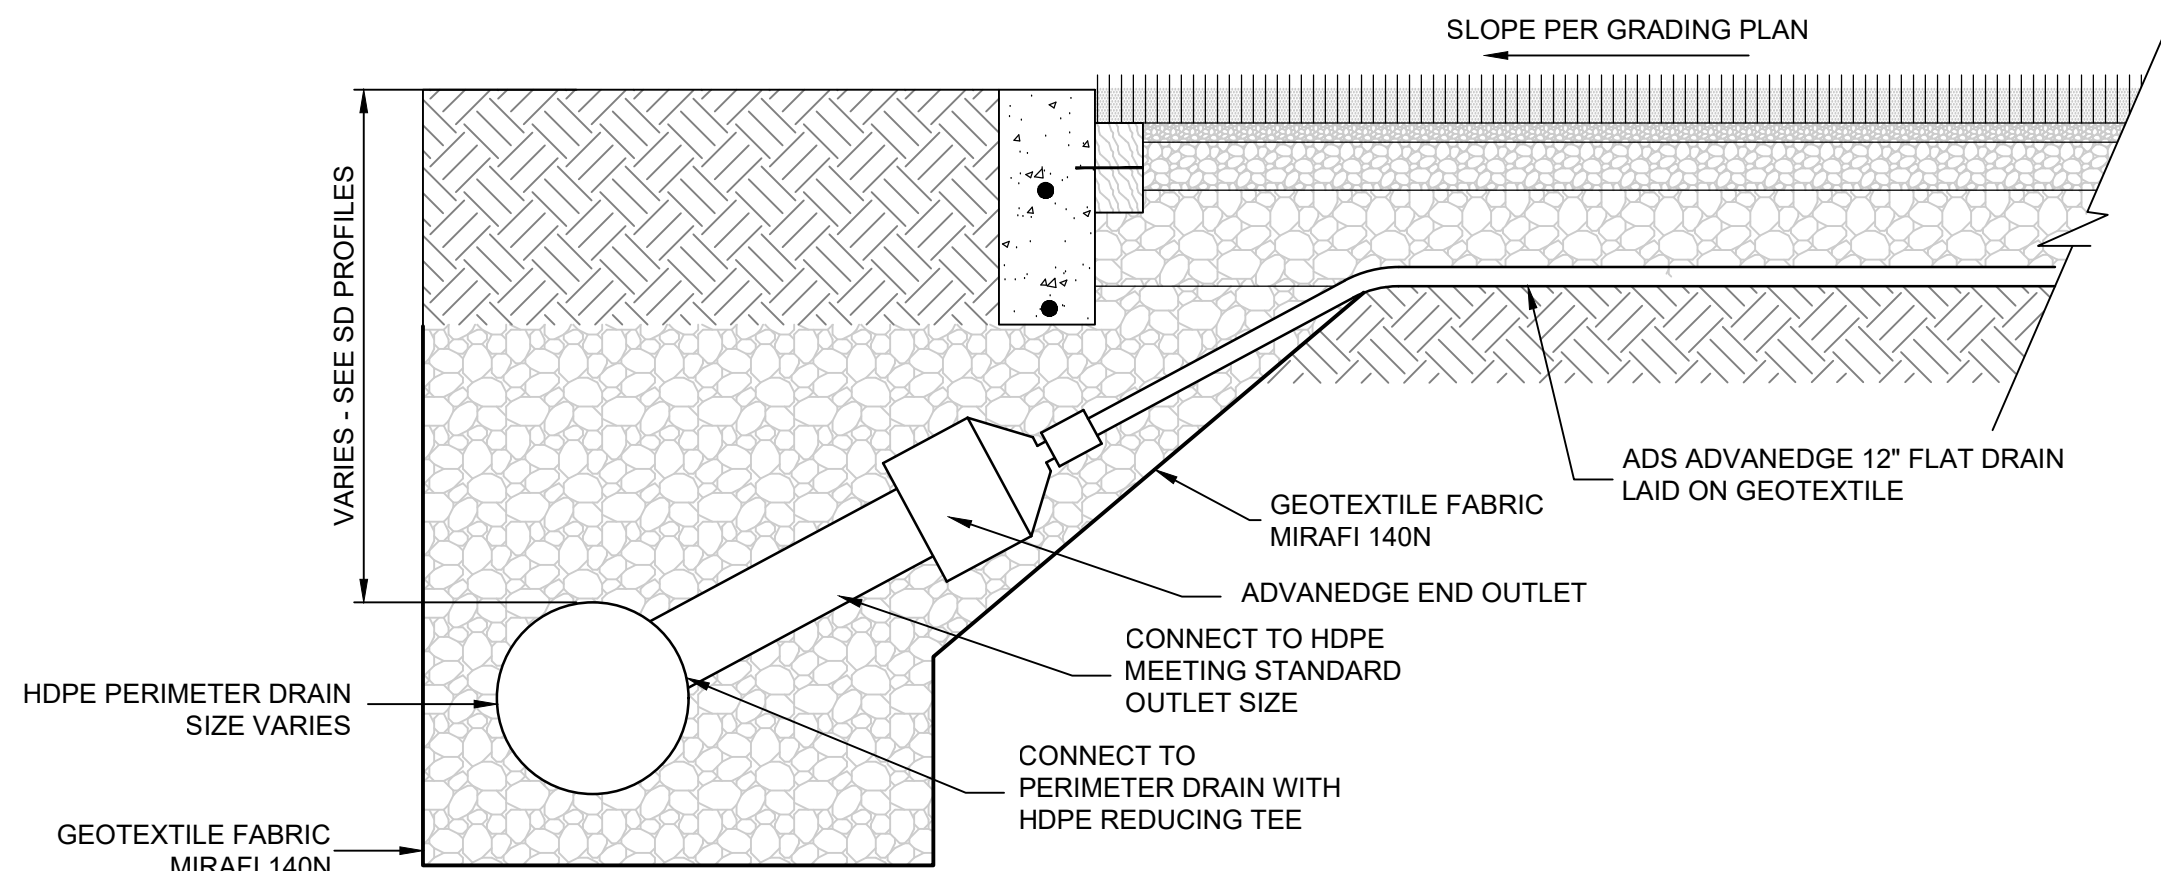 SLOPE PER GRADING PLAN
VARIES - SEE SD PROFILES
ADS ADVANEDGE 12" FLAT DRAIN
LAID ON GEOTEXTILE
GEOTEXTILE FABRIC
MIRAFI 140N
ADVANEDGE END OUTLET
CONNECT TO HDPE
MEETING STANDARD
OUTLET SIZE
HDPE PERIMETER DRAIN
SIZE VARIES
CONNECT TO
PERIMETER DRAIN WITH
HDPE REDUCING TEE
GEOTEXTILE FABRIC
MIRAFI 140N